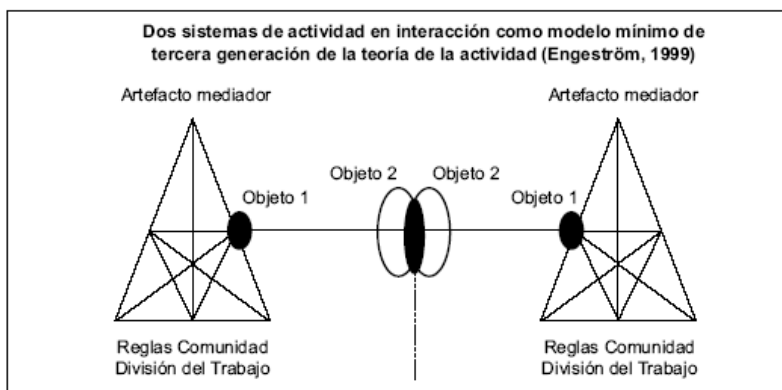 Dos sistemas de actividad en interacción como modelo mínimo de
tercera generación de la teoría de la actividad (Engeström, 1999)
Artefacto mediador
Artefacto mediador
Objeto 2
Objeto 2
Objeto 1
Objeto 1
Reglas Comunidad
División del Trabajo
Reglas Comunidad
División del Trabajo